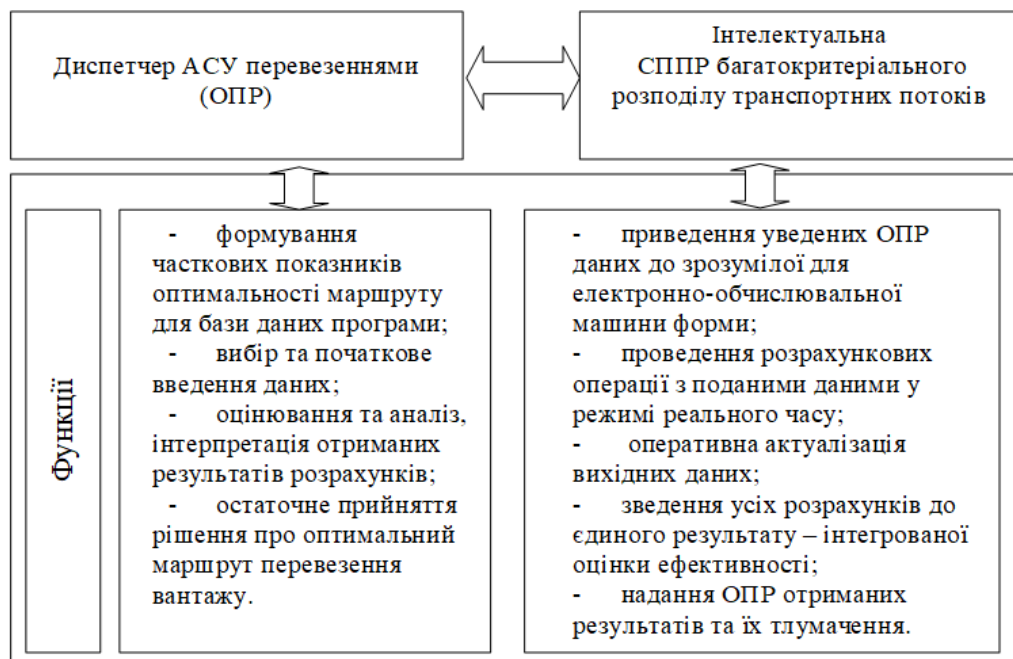 Диспетчер АСУ перевезеннями
(ОПР)
Інтелектуальна
СППР багатокритеріального
розподілу транспортних потоків
Функції
- формування
часткових показників
оптимальності маршруту
для бази даних програми;
- вибір та початкове
введення даних;
- оцінювання та аналіз,
інтерпретація отриманих
результатів розрахунків;
- остаточне прийняття
рішення про оптимальний
маршрут перевезення
вантажу.
- приведення уведених ОПР
даних до зрозумілої для
електронно-обчислювальної
машини форми;
- проведення розрахункових
операції з поданими даними у
режимі реального часу;
- оперативна актуалізація
вихідних даних;
- зведення усіх розрахунків до
єдиного результату – інтегрованої
оцінки ефективності;
- надання ОПР отриманих
результатів та їх тлумачення.